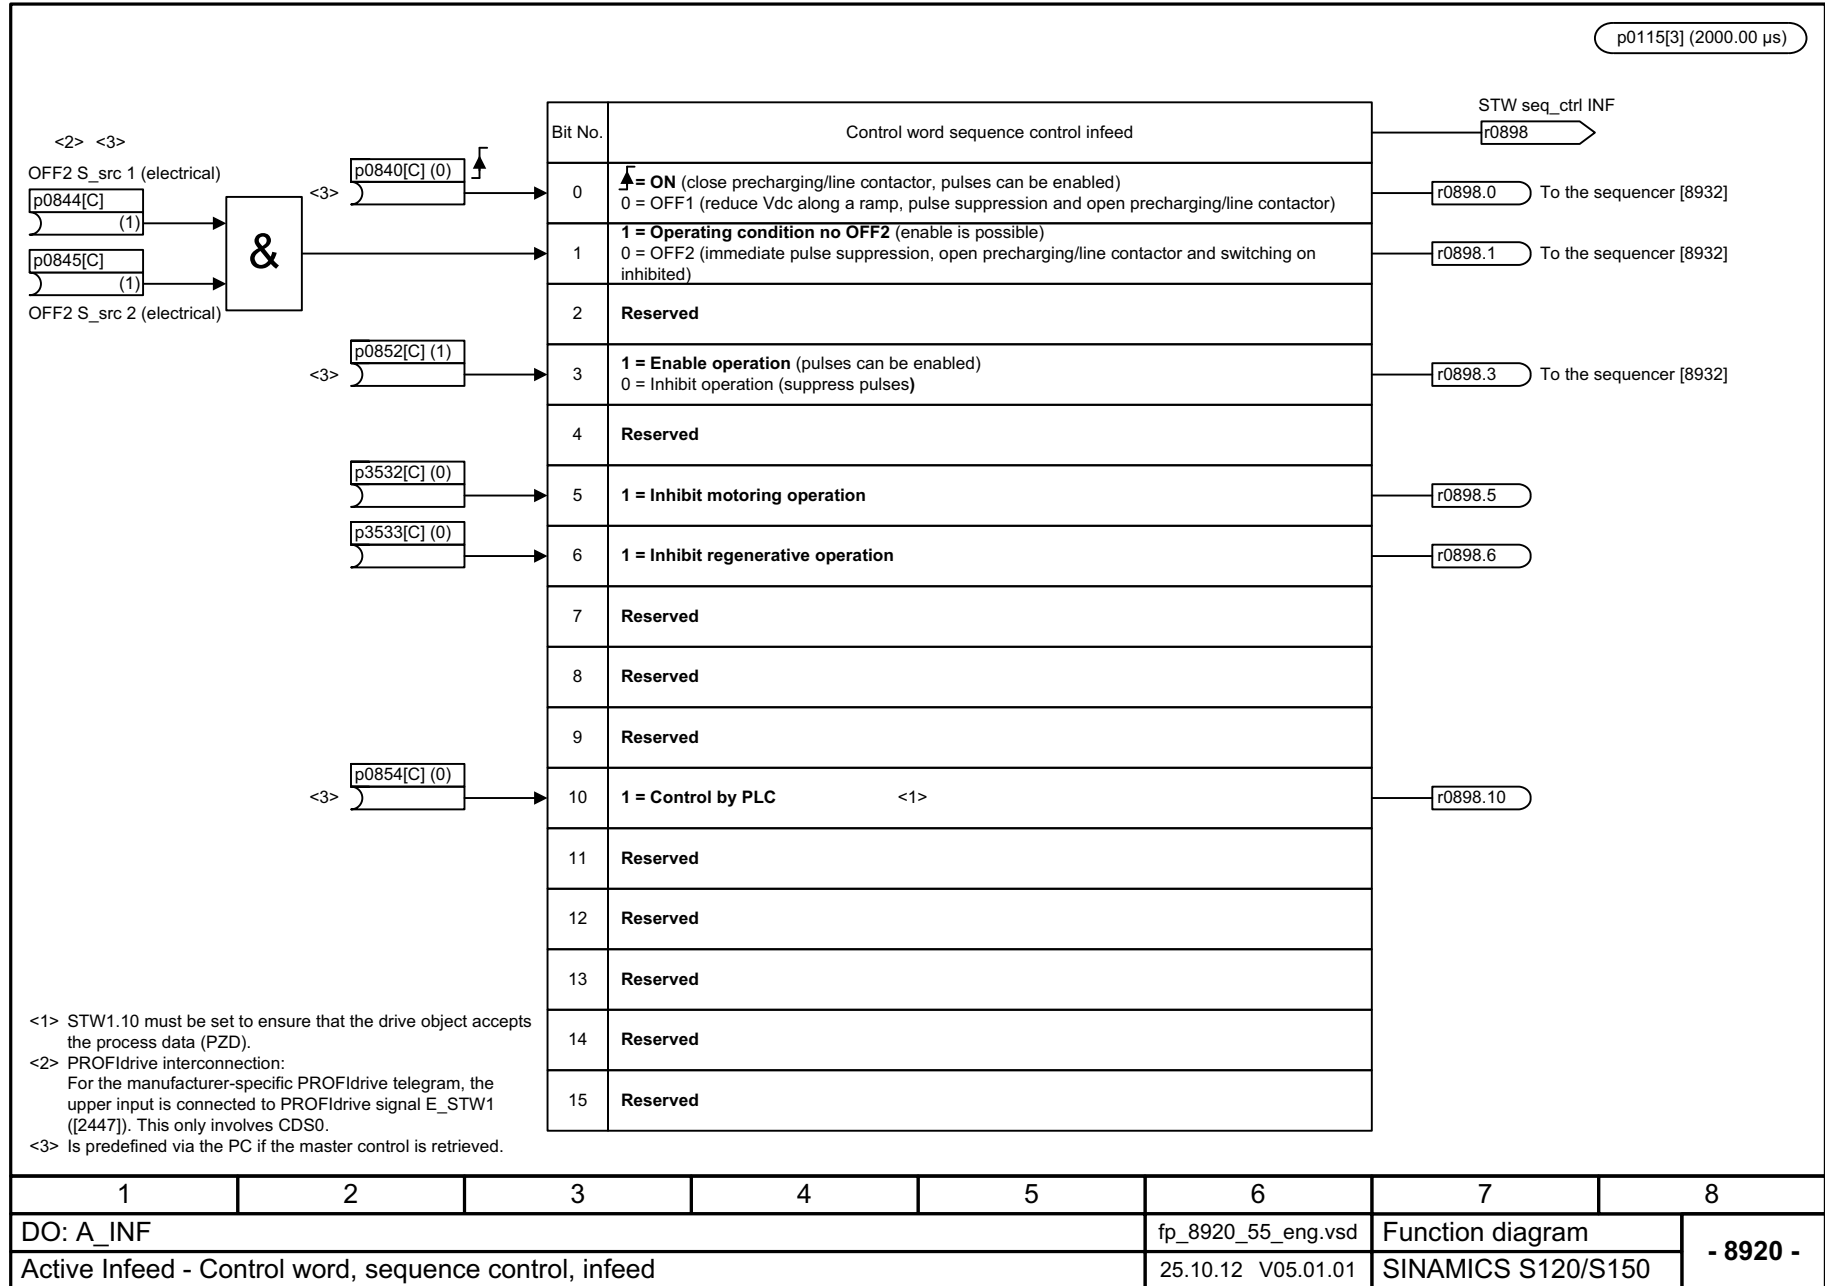 p0115[3] (2000.00 µs)
STW seq_ctrl INF
Bit No.
Control word sequence control infeed
r0898
<2> <3>
OFF2 S_src 1 (electrical)
p0844[C]
(1)
p0845[C]
(1)
OFF2 S_src 2 (electrical)
&
<3>
p0840[C] (0)
0
= ON (close precharging/line contactor, pulses can be enabled)
0 = OFF1 (reduce Vdc along a ramp, pulse suppression and open precharging/line contactor)
r0898.0
To the sequencer [8932]
1
1 = Operating condition no OFF2 (enable is possible)
0 = OFF2 (immediate pulse suppression, open precharging/line contactor and switching on
inhibited)
r0898.1
To the sequencer [8932]
2
Reserved
<3>
p0852[C] (1)
3
1 = Enable operation (pulses can be enabled)
0 = Inhibit operation (suppress pulses)
r0898.3
To the sequencer [8932]
4
Reserved
p3532[C] (0)
5
1 = Inhibit motoring operation
r0898.5
p3533[C] (0)
6
1 = Inhibit regenerative operation
r0898.6
7
Reserved
8
Reserved
9
Reserved
<3>
p0854[C] (0)
10
1 = Control by PLC
<1>
r0898.10
11
Reserved
12
Reserved
13
Reserved
14
Reserved
15
Reserved
<1> STW1.10 must be set to ensure that the drive object accepts
the process data (PZD).
<2> PROFIdrive interconnection:
For the manufacturer-specific PROFIdrive telegram, the
upper input is connected to PROFIdrive signal E_STW1
([2447]). This only involves CDS0.
<3> Is predefined via the PC if the master control is retrieved.
1 2 3 4 5 6 7 8
DO: A_INF
fp_8920_55_eng.vsd
Function diagram
- 8920 -
Active Infeed - Control word, sequence control, infeed
25.10.12 V05.01.01
SINAMICS S120/S150